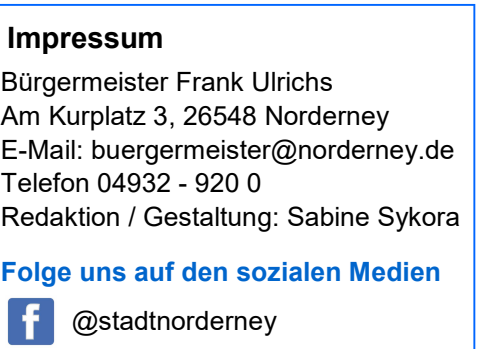 Impressum
Bürgermeister Frank Ulrichs
Am Kurplatz 3, 26548 Norderney
E-Mail: buergermeister@norderney.de
Telefon 04932 - 920 0
Redaktion / Gestaltung: Sabine Sykora
Folge uns auf den sozialen Medien
@stadtnorderney